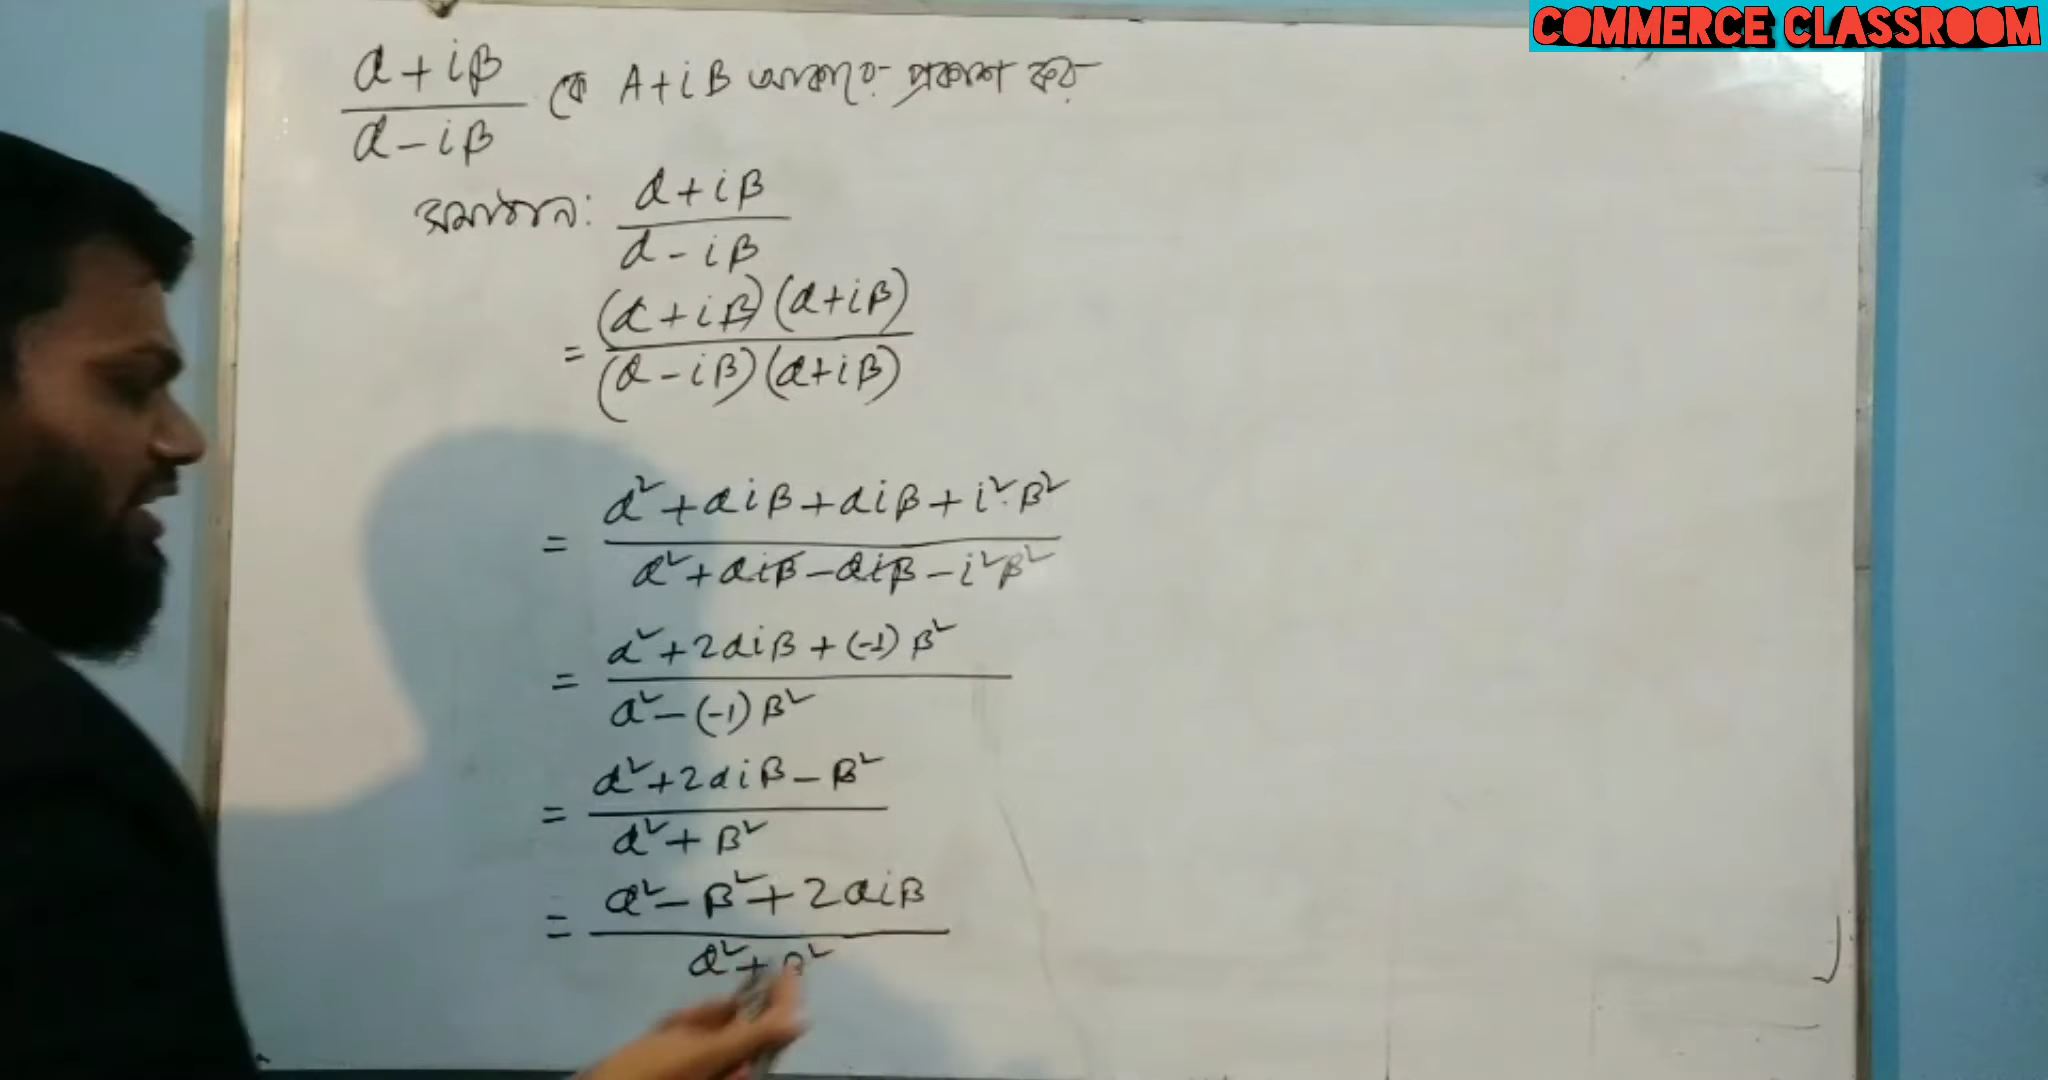 COMMERCE CLASSROOM
(α+iβ)/(α-iβ) কে A+iB আকারে প্রকাশ কর
সমাধান: (α+iβ)/(α-iβ)
= (α+iβ)(α+iβ)/(α-iβ)(α+iβ)
= (α²+αiβ+αiβ+i²·β²)/(α²+αiβ-αiβ-i²β²)
= (α²+2αiβ+(-1)β²)/(α²-(-1)β²)
= (α²+2αiβ-β²)/(α²+β²)
= (α²-β²+2αiβ)/(α²+β²)